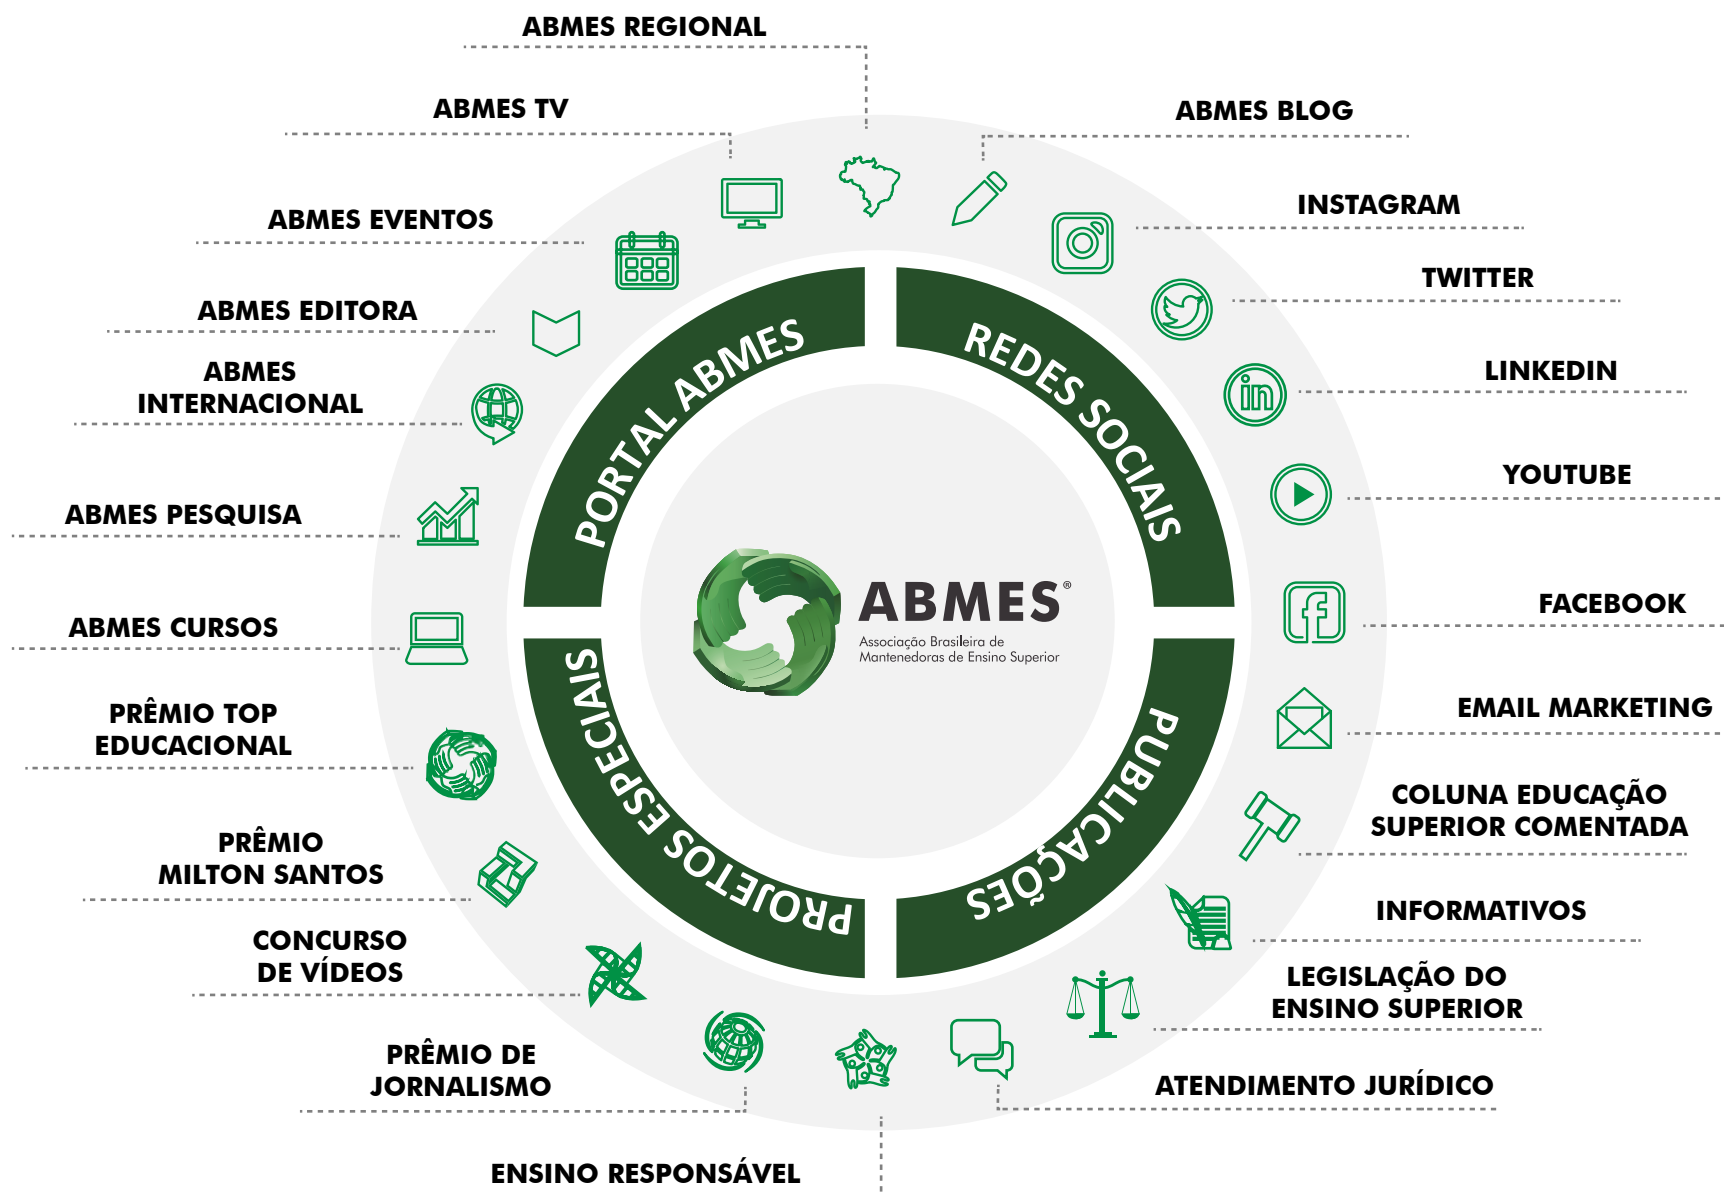 ABMES REGIONAL
ABMES TV
ABMES BLOG
ABMES EVENTOS
INSTAGRAM
TWITTER
ABMES EDITORA
ABMES
INTERNACIONAL
LINKEDIN
YOUTUBE
ABMES PESQUISA
FACEBOOK
ABMES CURSOS
EMAIL MARKETING
PRÊMIO TOP
EDUCACIONAL
COLUNA EDUCAÇÃO
SUPERIOR COMENTADA
PRÊMIO
MILTON SANTOS
INFORMATIVOS
CONCURSO
DE VÍDEOS
LEGISLAÇÃO DO
ENSINO SUPERIOR
PRÊMIO DE
JORNALISMO
ATENDIMENTO JURÍDICO
ENSINO RESPONSÁVEL
PORTAL ABMES
REDES SOCIAIS
PROJETOS ESPECIAIS
PUBLICAÇÕES
in
f
ABMES®
Associação Brasileira de
Mantenedoras de Ensino Superior